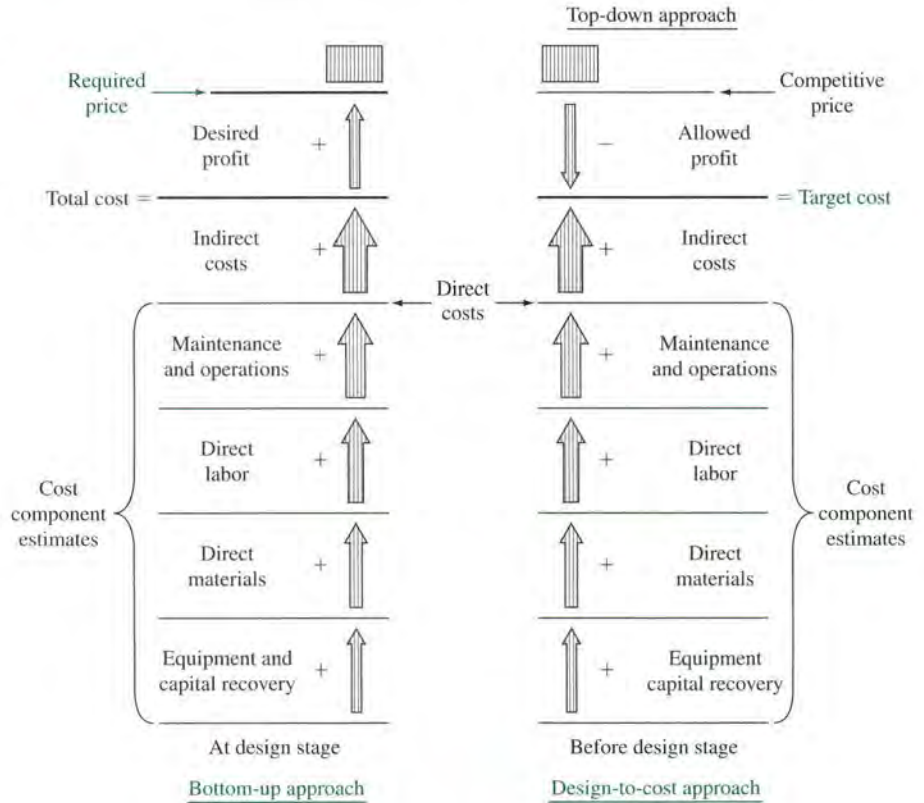 Top-down approach
Required
price
Competitive
price
Desired
profit
+
−
Allowed
profit
Total cost =
= Target cost
Indirect
costs
+
+
Indirect
costs
Direct
costs
Maintenance
and operations
+
+
Maintenance
and operations
Direct
labor
+
+
Direct
labor
Cost
component
estimates
Cost
component
estimates
Direct
materials
+
+
Direct
materials
Equipment and
capital recovery
+
+
Equipment
capital recovery
At design stage
Before design stage
Bottom-up approach
Design-to-cost approach